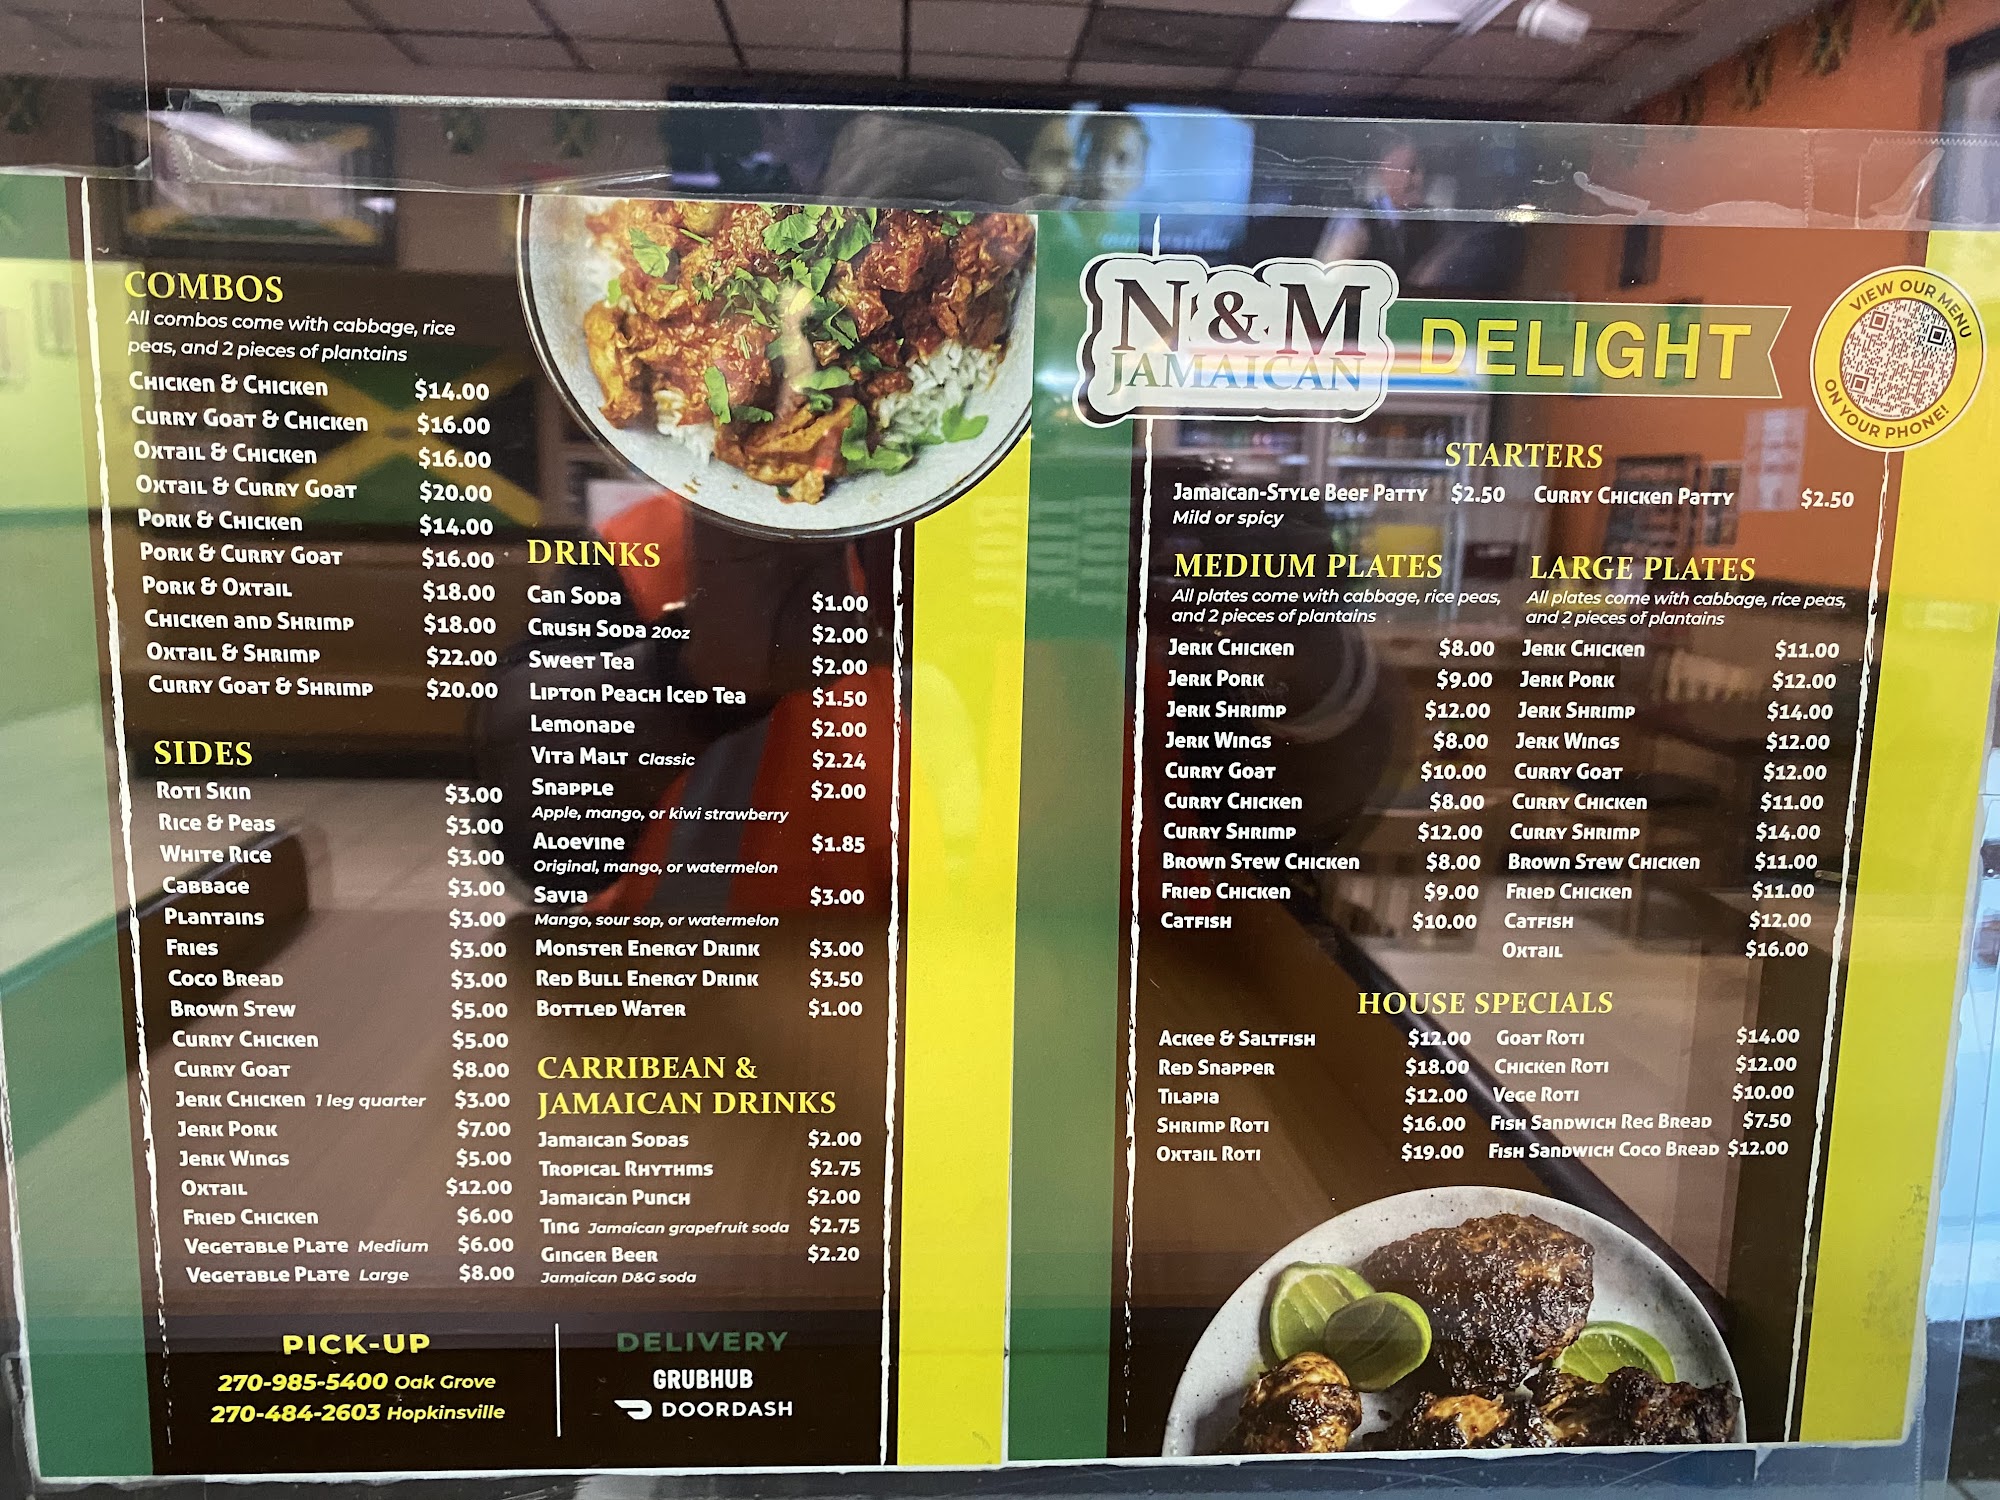 COMBOS
All combos come with cabbage, rice
peas, and 2 pieces of plantains
Chicken & Chicken $14.00
Curry Goat & Chicken $16.00
Oxtail & Chicken $16.00
Oxtail & Curry Goat $20.00
Pork & Chicken $14.00
Pork & Curry Goat $16.00
Pork & Oxtail $18.00
Chicken and Shrimp $18.00
Oxtail & Shrimp $22.00
Curry Goat & Shrimp $20.00
SIDES
Roti Skin $3.00
Rice & Peas $3.00
White Rice $3.00
Cabbage $3.00
Plantains $3.00
Fries $3.00
Coco Bread $3.00
Brown Stew $5.00
Curry Chicken $5.00
Curry Goat $8.00
Jerk Chicken 1 leg quarter $3.00
Jerk Pork $7.00
Jerk Wings $5.00
Oxtail $12.00
Fried Chicken $6.00
Vegetable Plate Medium $6.00
Vegetable Plate Large $8.00
DRINKS
Can Soda $1.00
Crush Soda 20oz $2.00
Sweet Tea $2.00
Lipton Peach Iced Tea $1.50
Lemonade $2.00
Vita Malt Classic $2.24
Snapple $2.00
Apple, mango, or kiwi strawberry
Aloevine $1.85
Original, mango, or watermelon
Savia $3.00
Mango, sour sop, or watermelon
Monster Energy Drink $3.00
Red Bull Energy Drink $3.50
Bottled Water $1.00
CARRIBEAN &
JAMAICAN DRINKS
Jamaican Sodas $2.00
Tropical Rhythms $2.75
Jamaican Punch $2.00
Ting Jamaican grapefruit soda $2.75
Ginger Beer $2.20
Jamaican D&G soda
PICK-UP
270-985-5400 Oak Grove
270-484-2603 Hopkinsville
DELIVERY
GRUBHUB
DOORDASH
N & M
JAMAICAN
DELIGHT
VIEW OUR MENU
ON YOUR PHONE!
STARTERS
Jamaican-Style Beef Patty $2.50
Mild or spicy
Curry Chicken Patty $2.50
MEDIUM PLATES
All plates come with cabbage, rice peas,
and 2 pieces of plantains
Jerk Chicken $8.00
Jerk Pork $9.00
Jerk Shrimp $12.00
Jerk Wings $8.00
Curry Goat $10.00
Curry Chicken $8.00
Curry Shrimp $12.00
Brown Stew Chicken $8.00
Fried Chicken $9.00
Catfish $10.00
LARGE PLATES
All plates come with cabbage, rice peas,
and 2 pieces of plantains
Jerk Chicken $11.00
Jerk Pork $12.00
Jerk Shrimp $14.00
Jerk Wings $12.00
Curry Goat $12.00
Curry Chicken $11.00
Curry Shrimp $14.00
Brown Stew Chicken $11.00
Fried Chicken $11.00
Catfish $12.00
Oxtail $16.00
HOUSE SPECIALS
Ackee & Saltfish $12.00
Red Snapper $18.00
Tilapia $12.00
Shrimp Roti $16.00
Oxtail Roti $19.00
Goat Roti $14.00
Chicken Roti $12.00
Vege Roti $10.00
Fish Sandwich Reg Bread $7.50
Fish Sandwich Coco Bread $12.00